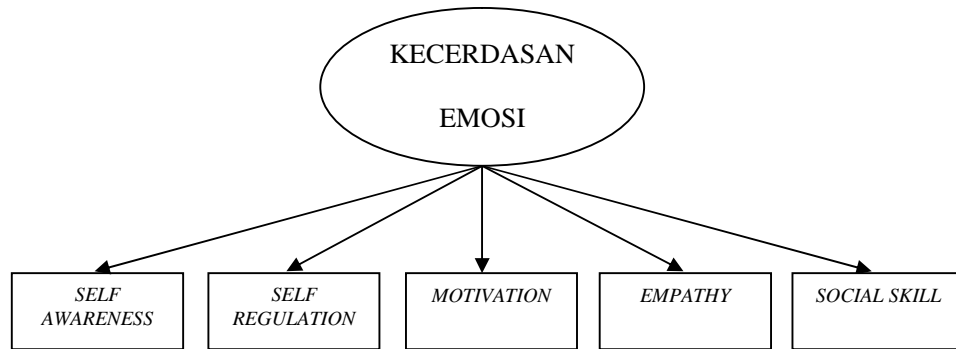 KECERDASAN
EMOSI
SELF
AWARENESS
SELF
REGULATION
MOTIVATION
EMPATHY
SOCIAL SKILL